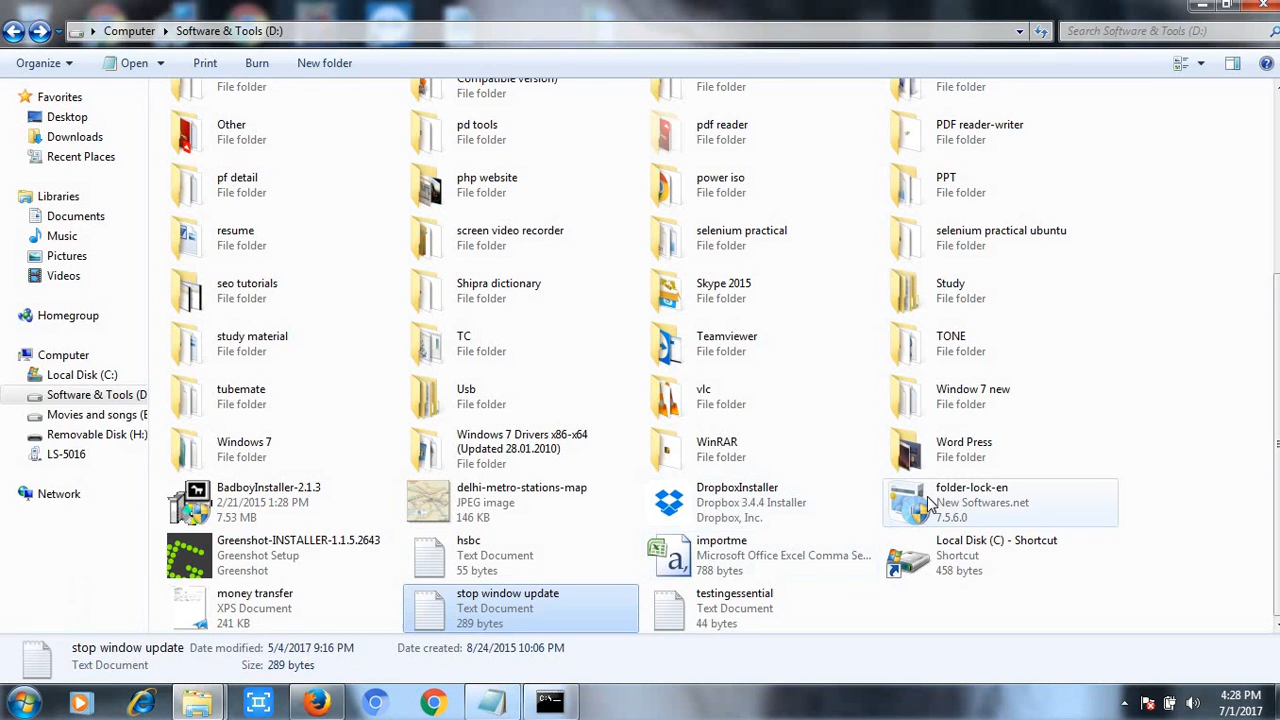 Computer Software & Tools (D:)
Search Software & Tools (D:)
Organize Open Print Burn New folder
Favorites
Desktop
Downloads
Recent Places
Libraries
Documents
Music
Pictures
Videos
Homegroup
Computer
Local Disk (C:)
Software & Tools (D
Movies and songs (E
Removable Disk (H:)
LS-5016
Network
File folder
Compatible version)
File folder
File folder
File folder
Other
File folder
pd tools
File folder
pdf reader
File folder
PDF reader-writer
File folder
pf detail
File folder
php website
File folder
power iso
File folder
PPT
File folder
resume
File folder
screen video recorder
File folder
selenium practical
File folder
selenium practical ubuntu
File folder
seo tutorials
File folder
Shipra dictionary
File folder
Skype 2015
File folder
Study
File folder
study material
File folder
TC
File folder
Teamviewer
File folder
TONE
File folder
tubemate
File folder
Usb
File folder
vlc
File folder
Window 7 new
File folder
Windows 7
File folder
Windows 7 Drivers x86-x64
(Updated 28.01.2010)
File folder
WinRAR
File folder
Word Press
File folder
BadboyInstaller-2.1.3
2/21/2015 1:28 PM
7.53 MB
delhi-metro-stations-map
JPEG image
146 KB
DropboxInstaller
Dropbox 3.4.4 Installer
Dropbox, Inc.
folder-lock-en
New Softwares.net
7.5.6.0
Greenshot-INSTALLER-1.1.5.2643
Greenshot Setup
Greenshot
hsbc
Text Document
55 bytes
importme
Microsoft Office Excel Comma Se...
788 bytes
Local Disk (C) - Shortcut
Shortcut
458 bytes
money transfer
XPS Document
241 KB
stop window update
Text Document
289 bytes
testingessential
Text Document
44 bytes
stop window update Date modified: 5/4/2017 9:16 PM Date created: 8/24/2015 10:06 PM
Text Document Size: 289 bytes
4:28 PM
7/1/2017